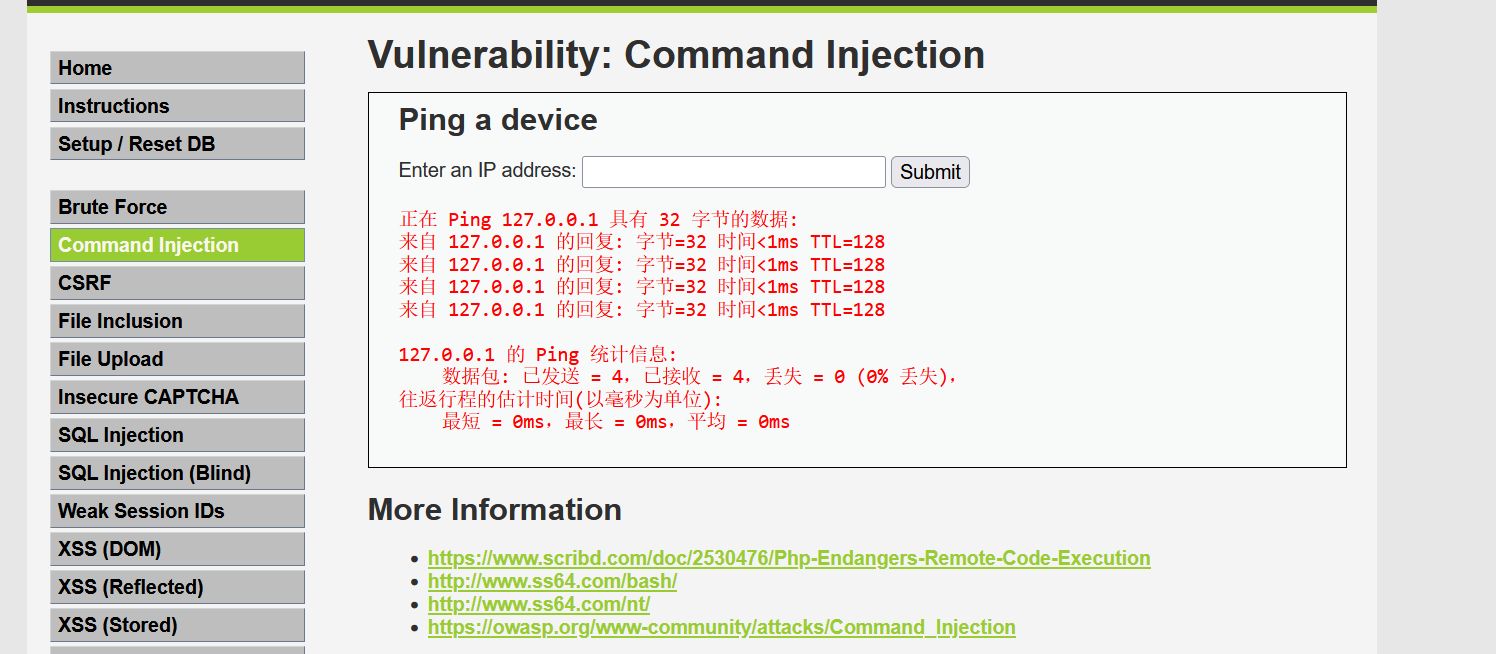 Home
Instructions
Setup / Reset DB
Brute Force
Command Injection
CSRF
File Inclusion
File Upload
Insecure CAPTCHA
SQL Injection
SQL Injection (Blind)
Weak Session IDs
XSS (DOM)
XSS (Reflected)
XSS (Stored)
Vulnerability: Command Injection
Ping a device
Enter an IP address: Submit
正在 Ping 127.0.0.1 具有 32 字节的数据:
来自 127.0.0.1 的回复: 字节=32 时间<1ms TTL=128
来自 127.0.0.1 的回复: 字节=32 时间<1ms TTL=128
来自 127.0.0.1 的回复: 字节=32 时间<1ms TTL=128
来自 127.0.0.1 的回复: 字节=32 时间<1ms TTL=128
127.0.0.1 的 Ping 统计信息:
数据包: 已发送 = 4，已接收 = 4，丢失 = 0 (0% 丢失)，
往返行程的估计时间(以毫秒为单位):
最短 = 0ms，最长 = 0ms，平均 = 0ms
More Information
https://www.scribd.com/doc/2530476/Php-Endangers-Remote-Code-Execution
http://www.ss64.com/bash/
http://www.ss64.com/nt/
https://owasp.org/www-community/attacks/Command_Injection